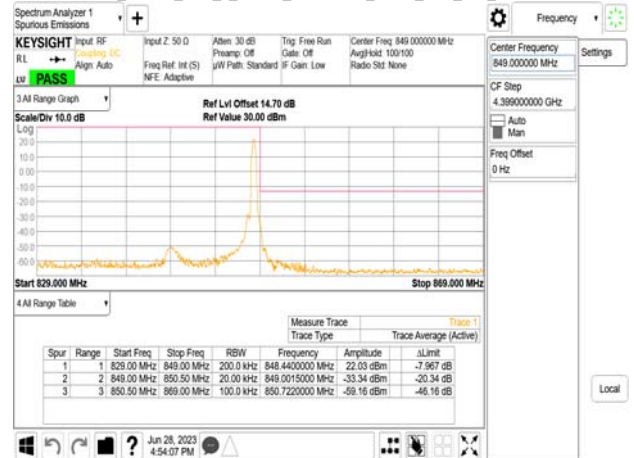 Spectrum Analyzer 1
Spurious Emissions
Frequency
KEYSIGHT
Input: RF
Coupling: DC
Align: Auto
Input Z: 50 Ω
Freq Ref: Int (S)
NFE: Adaptive
Atten: 30 dB
Preamp: Off
µW Path: Standard
Trig: Free Run
Gate: Off
IF Gain: Low
Center Freq: 849.000000 MHz
Avg|Hold: 100/100
Radio Std: None
RL
LU PASS
Center Frequency
849.000000 MHz
Settings
CF Step
4.399000000 GHz
Auto
Man
Freq Offset
0 Hz
3 All Range Graph
Scale/Div 10.0 dB
Ref Lvl Offset 14.70 dB
Ref Value 30.00 dBm
Log
20.0
10.0
0.00
-10.0
-20.0
-30.0
-40.0
-50.0
-60.0
Start 829.000 MHz Stop 869.000 MHz
4 All Range Table
Measure Trace Trace 1
Trace Type Trace Average (Active)
Spur Range Start Freq Stop Freq RBW Frequency Amplitude ΔLimit
1 1 829.00 MHz 849.00 MHz 200.0 kHz 848.4400000 MHz 22.03 dBm -7.967 dB
2 2 849.00 MHz 850.50 MHz 20.00 kHz 849.0015000 MHz -33.34 dBm -20.34 dB
3 3 850.50 MHz 869.00 MHz 100.0 kHz 850.7220000 MHz -59.16 dBm -46.16 dB
Local
Jun 28, 2023
4:54:07 PM